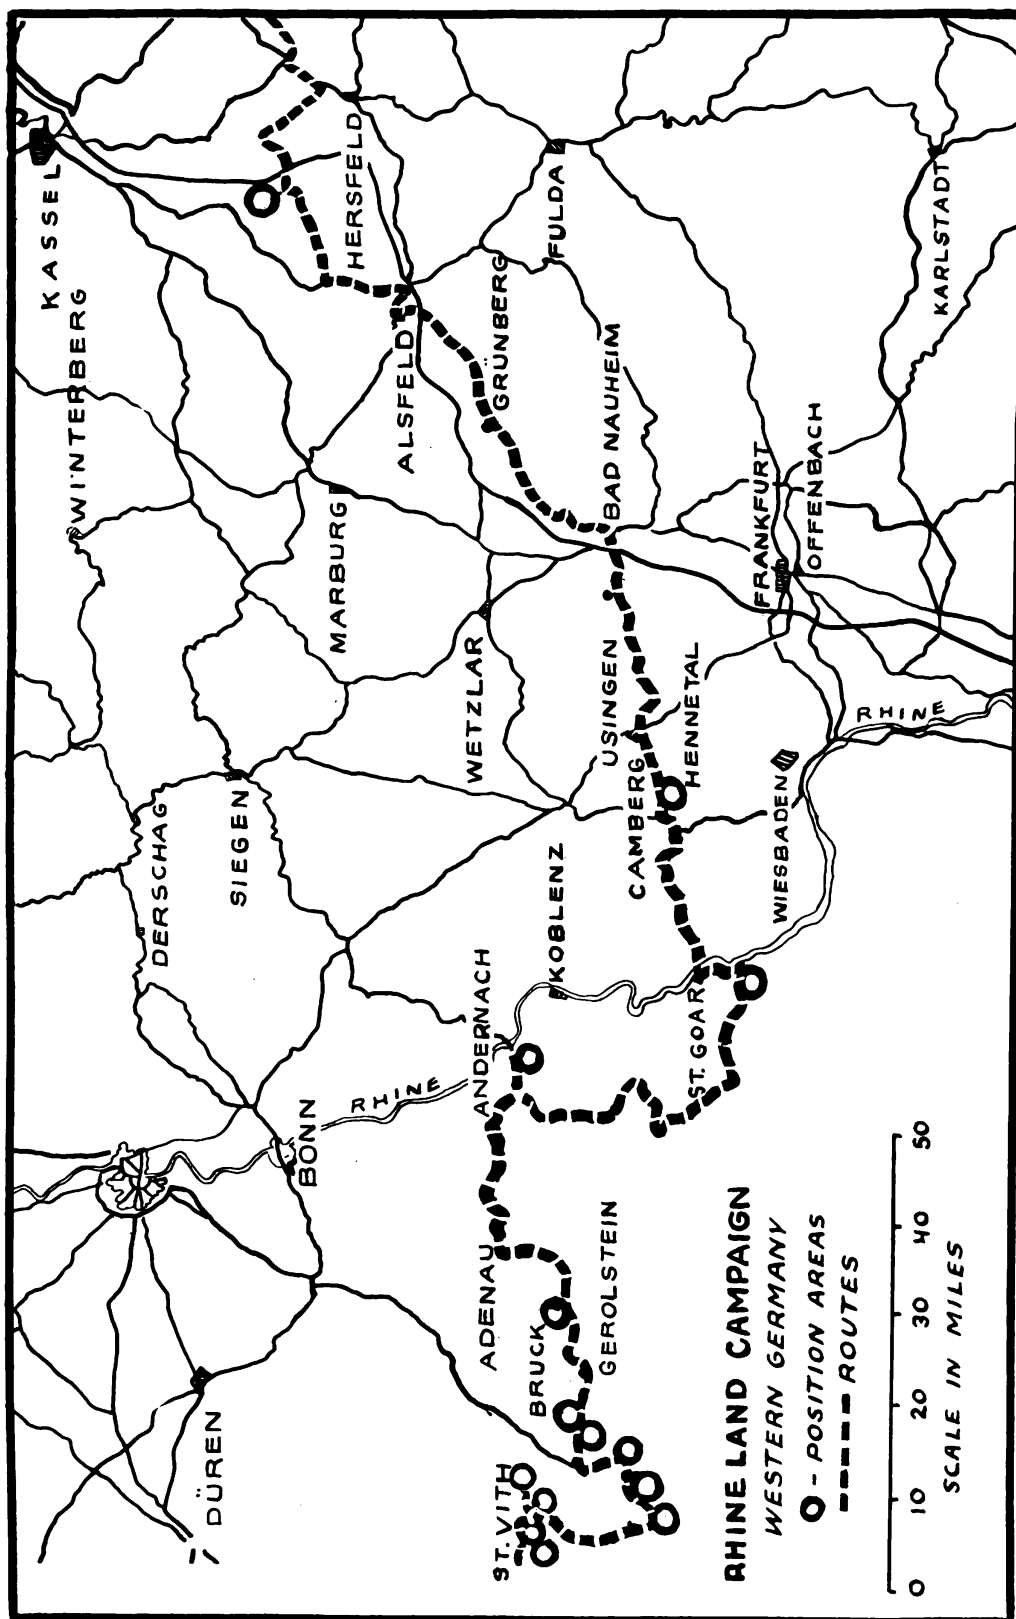 KASSEL
WINTERBERG
HERSFELD
FULDA
KARLSTADT
ALSFELD
GRÜNBERG
BAD NAUHEIM
MARBURG
FRANKFURT
OFFENBACH
WETZLAR
USINGEN
HENNETAL
RHINE
DERSCHAG
SIEGEN
CAMBERG
WIESBADEN
KOBLENZ
ANDERNACH
ST. GOAR
RHINE
BONN
ADENAU
GEROLSTEIN
BRUCK
DÜREN
ST. VITH
RHINE LAND CAMPAIGN
WESTERN GERMANY
O - POSITION AREAS
---- ROUTES
0 10 20 30 40 50
SCALE IN MILES